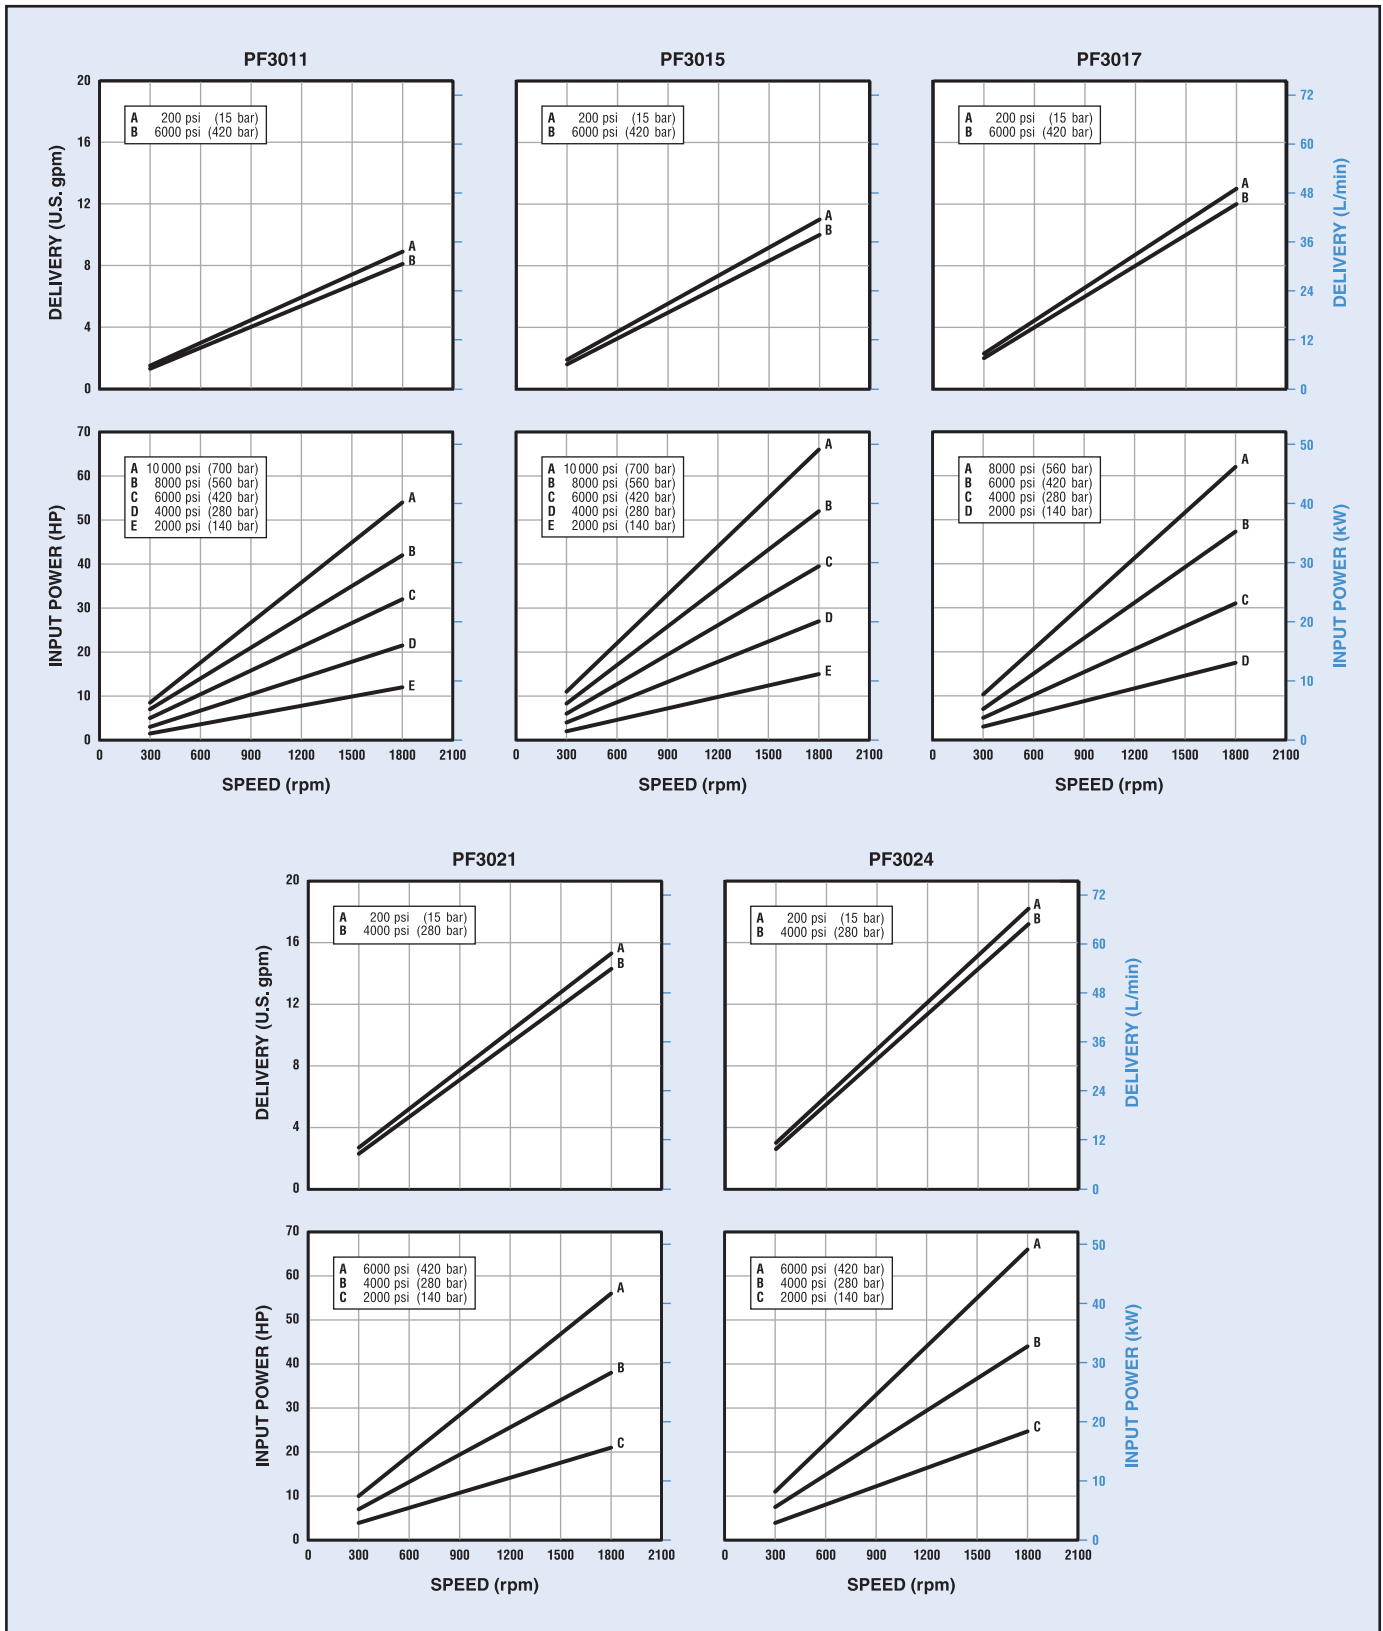 PF3011
PF3015
PF3017
20
16
12
8
4
0
DELIVERY (U.S. gpm)
A 200 psi (15 bar)
B 6000 psi (420 bar)
A
B
A 200 psi (15 bar)
B 6000 psi (420 bar)
A
B
A 200 psi (15 bar)
B 6000 psi (420 bar)
A
B
72
60
48
36
24
12
0
DELIVERY (L/min)
70
60
50
40
30
20
10
0
INPUT POWER (HP)
A 10 000 psi (700 bar)
B 8000 psi (560 bar)
C 6000 psi (420 bar)
D 4000 psi (280 bar)
E 2000 psi (140 bar)
A
B
C
D
E
0 300 600 900 1200 1500 1800 2100
SPEED (rpm)
A 10 000 psi (700 bar)
B 8000 psi (560 bar)
C 6000 psi (420 bar)
D 4000 psi (280 bar)
E 2000 psi (140 bar)
A
B
C
D
E
0 300 600 900 1200 1500 1800 2100
SPEED (rpm)
A 8000 psi (560 bar)
B 6000 psi (420 bar)
C 4000 psi (280 bar)
D 2000 psi (140 bar)
A
B
C
D
0 300 600 900 1200 1500 1800 2100
SPEED (rpm)
50
40
30
20
10
0
INPUT POWER (kW)
PF3021
PF3024
20
16
12
8
4
0
DELIVERY (U.S. gpm)
A 200 psi (15 bar)
B 4000 psi (280 bar)
A
B
A 200 psi (15 bar)
B 4000 psi (280 bar)
A
B
72
60
48
36
24
12
0
DELIVERY (L/min)
70
60
50
40
30
20
10
0
INPUT POWER (HP)
A 6000 psi (420 bar)
B 4000 psi (280 bar)
C 2000 psi (140 bar)
A
B
C
0 300 600 900 1200 1500 1800 2100
SPEED (rpm)
A 6000 psi (420 bar)
B 4000 psi (280 bar)
C 2000 psi (140 bar)
A
B
C
0 300 600 900 1200 1500 1800 2100
SPEED (rpm)
50
40
30
20
10
0
INPUT POWER (kW)